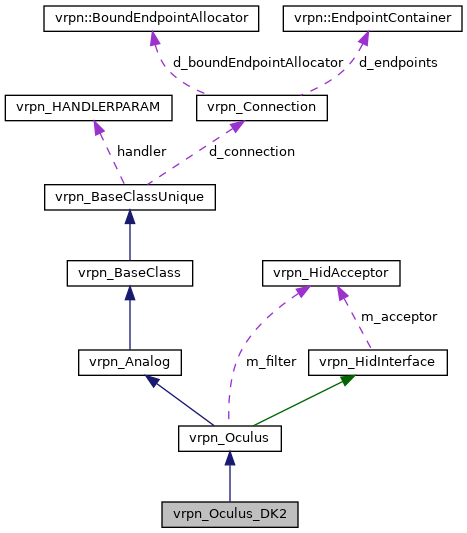 vrpn::BoundEndpointAllocator
vrpn::EndpointContainer
d_boundEndpointAllocator
d_endpoints
vrpn_HANDLERPARAM
vrpn_Connection
handler
d_connection
vrpn_BaseClassUnique
vrpn_BaseClass
vrpn_HidAcceptor
m_acceptor
vrpn_Analog
m_filter
vrpn_HidInterface
vrpn_Oculus
vrpn_Oculus_DK2